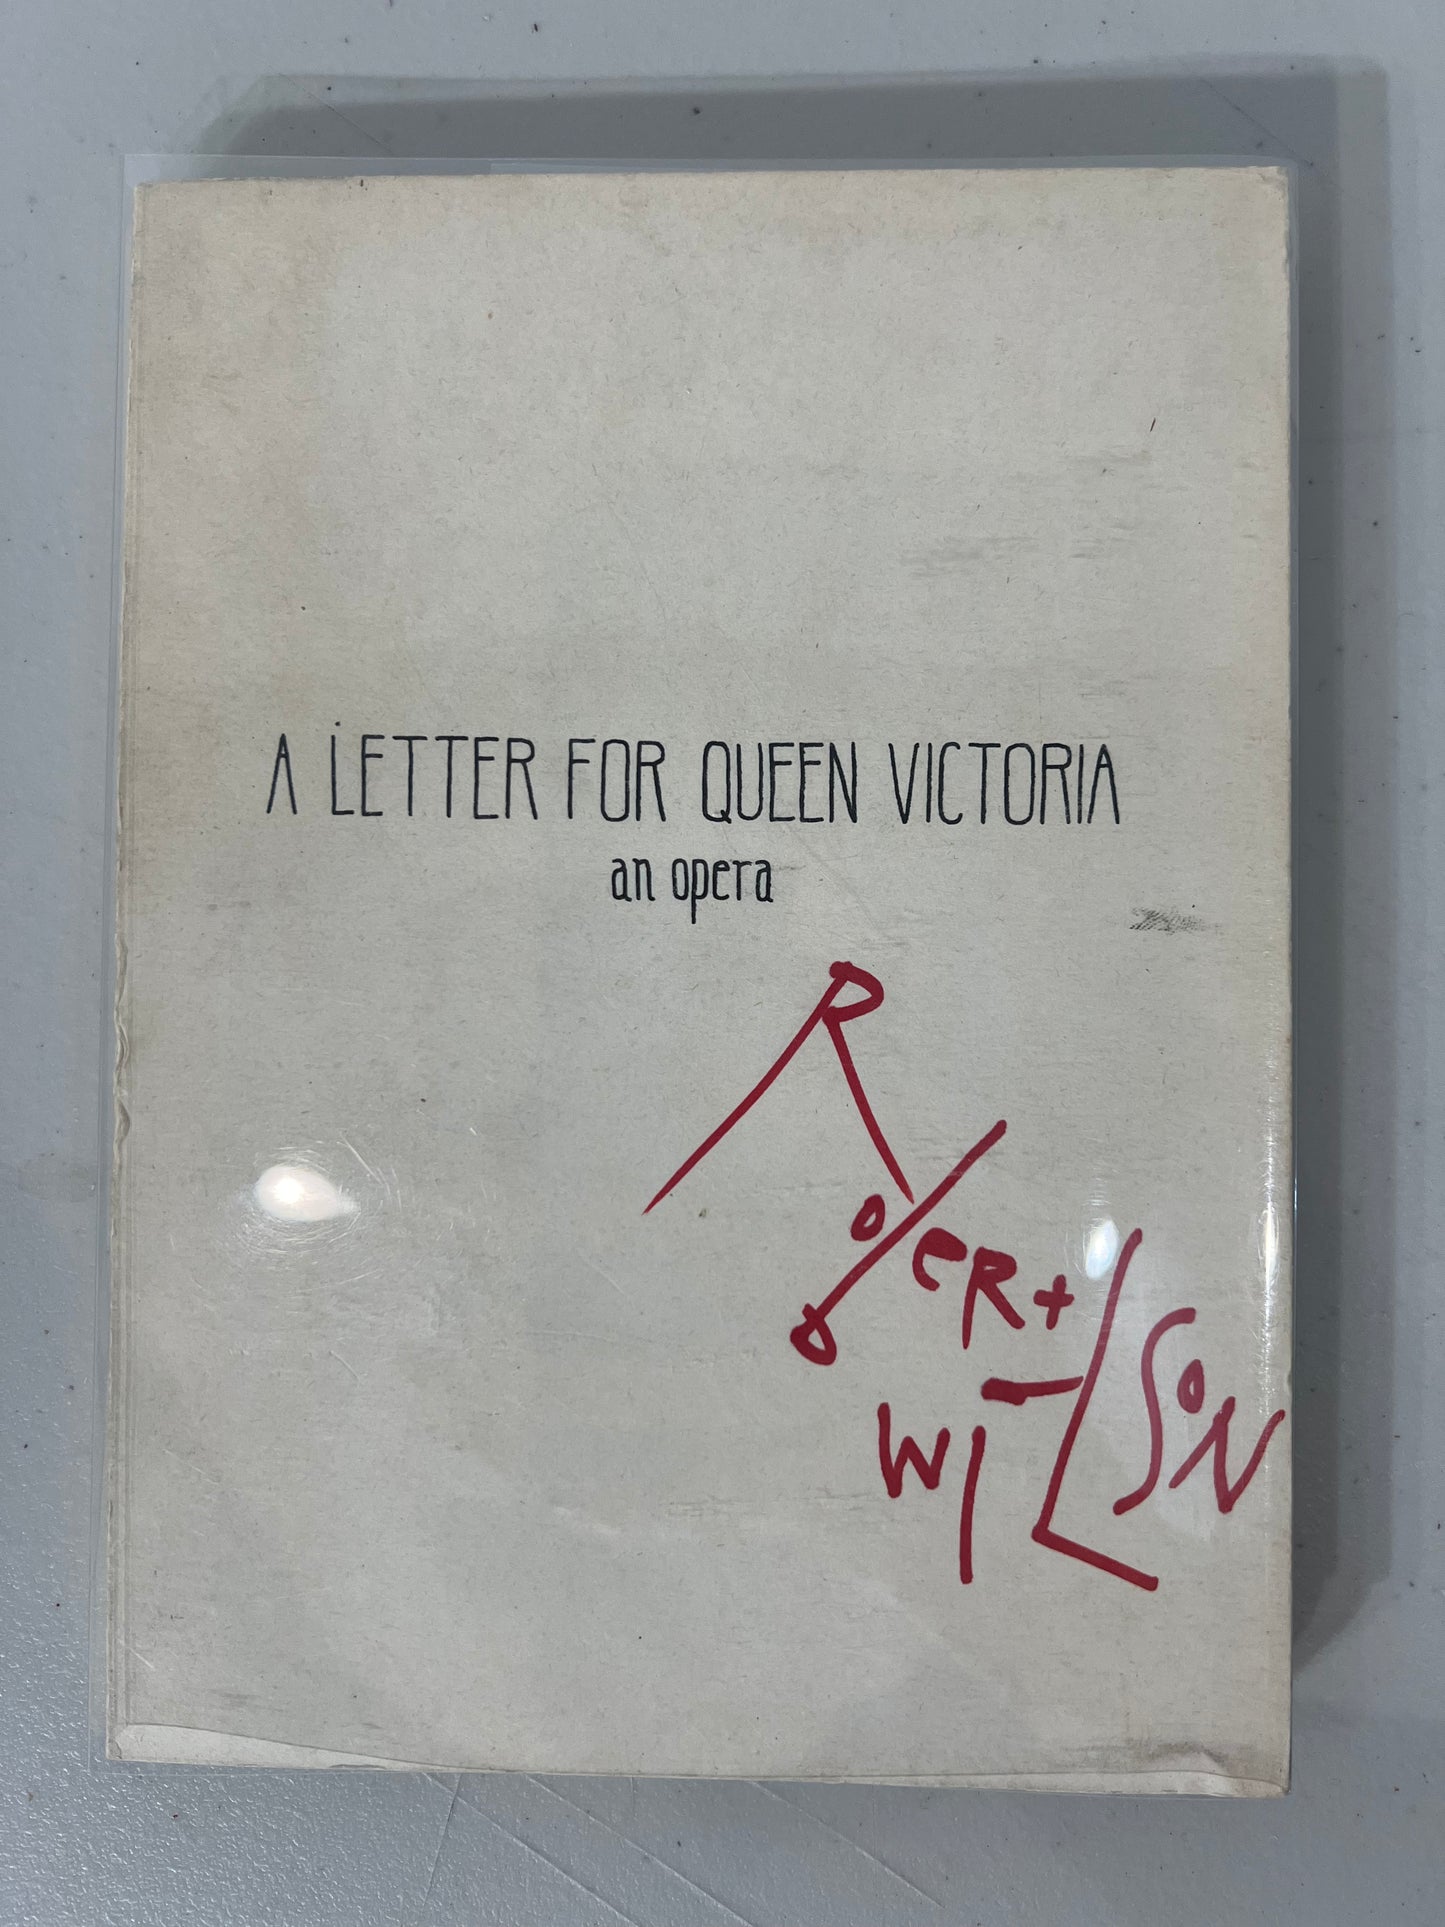 A LETTER FOR QUEEN VICTORIA
an opera
RoberT
WILSON